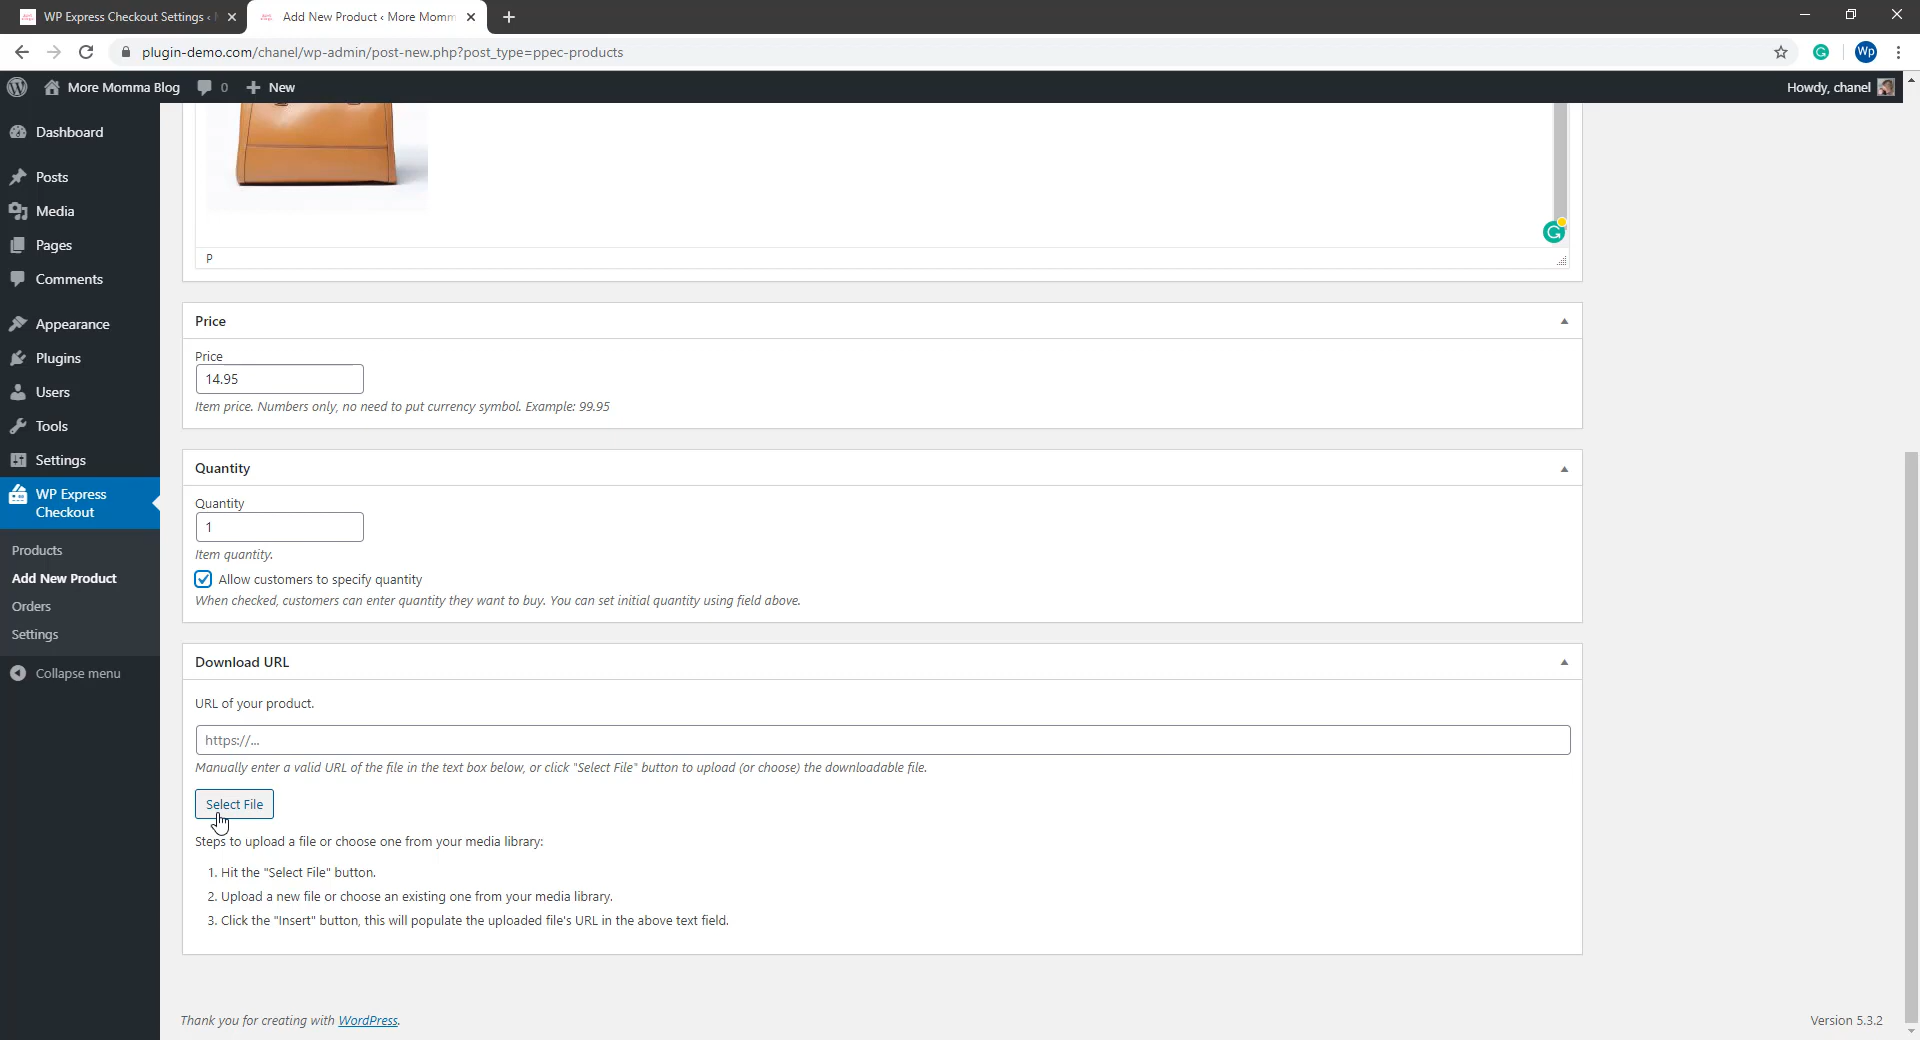 WP Express Checkout Settings ‹
Add New Product ‹ More Momm
plugin-demo.com/chanel/wp-admin/post-new.php?post_type=ppec-products
Wp
More Momma Blog
0
New
Howdy, chanel
Dashboard
Posts
Media
Pages
Comments
Appearance
Plugins
Users
Tools
Settings
WP Express
Checkout
Products
Add New Product
Orders
Settings
Collapse menu
P
Price
Price
14.95
Item price. Numbers only, no need to put currency symbol. Example: 99.95
Quantity
Quantity
1
Item quantity.
Allow customers to specify quantity
When checked, customers can enter quantity they want to buy. You can set initial quantity using field above.
Download URL
URL of your product.
https://...
Manually enter a valid URL of the file in the text box below, or click "Select File" button to upload (or choose) the downloadable file.
Select File
Steps to upload a file or choose one from your media library:
1. Hit the "Select File" button.
2. Upload a new file or choose an existing one from your media library.
3. Click the "Insert" button, this will populate the uploaded file's URL in the above text field.
Thank you for creating with WordPress.
Version 5.3.2